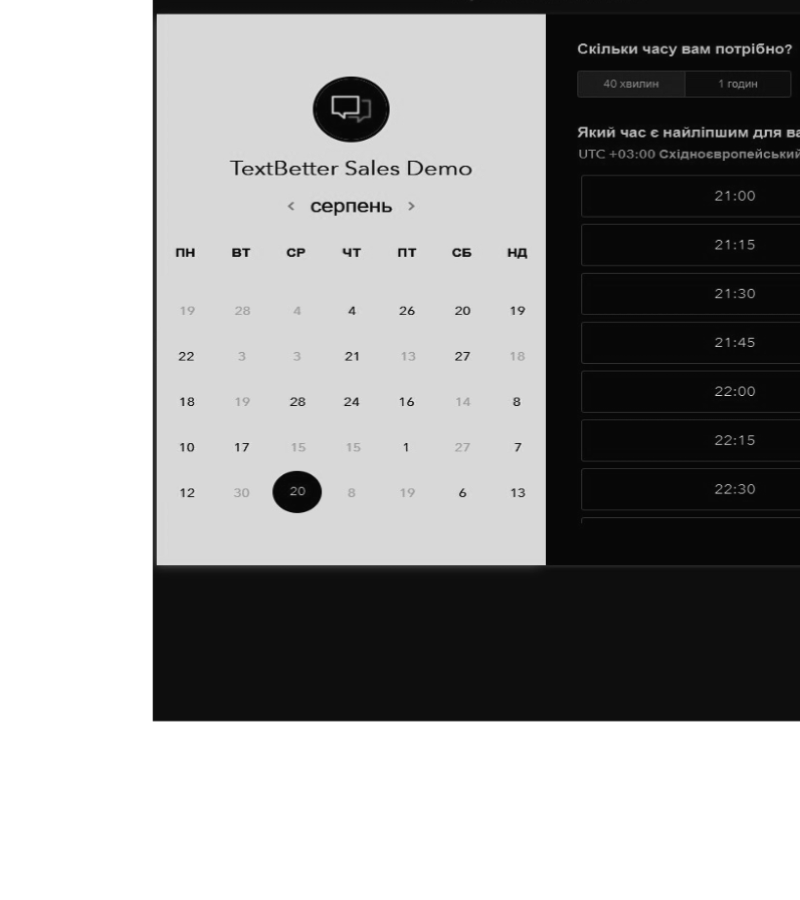 TextBetter Sales Demo
‹ серпень ›
ПН ВТ СР ЧТ ПТ СБ НД
19 28 4 4 26 20 19
22 3 3 21 13 27 18
18 19 28 24 16 14 8
10 17 15 15 1 27 7
12 30 20 8 19 6 13
Скільки часу вам потрібно?
40 хвилин 1 годин
Який час є найліпшим для ва
UTC +03:00 Східноєвропейський
21:00
21:15
21:30
21:45
22:00
22:15
22:30